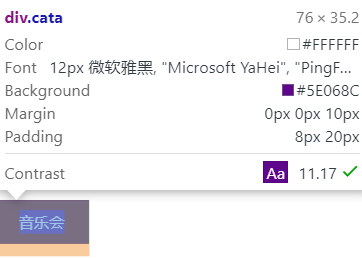 div.cata 76 × 35.2
Color #FFFFFF
Font 12px 微软雅黑, "Microsoft YaHei", "PingF...
Background #5E068C
Margin 0px 0px 10px
Padding 8px 20px
Contrast Aa 11.17
音乐会